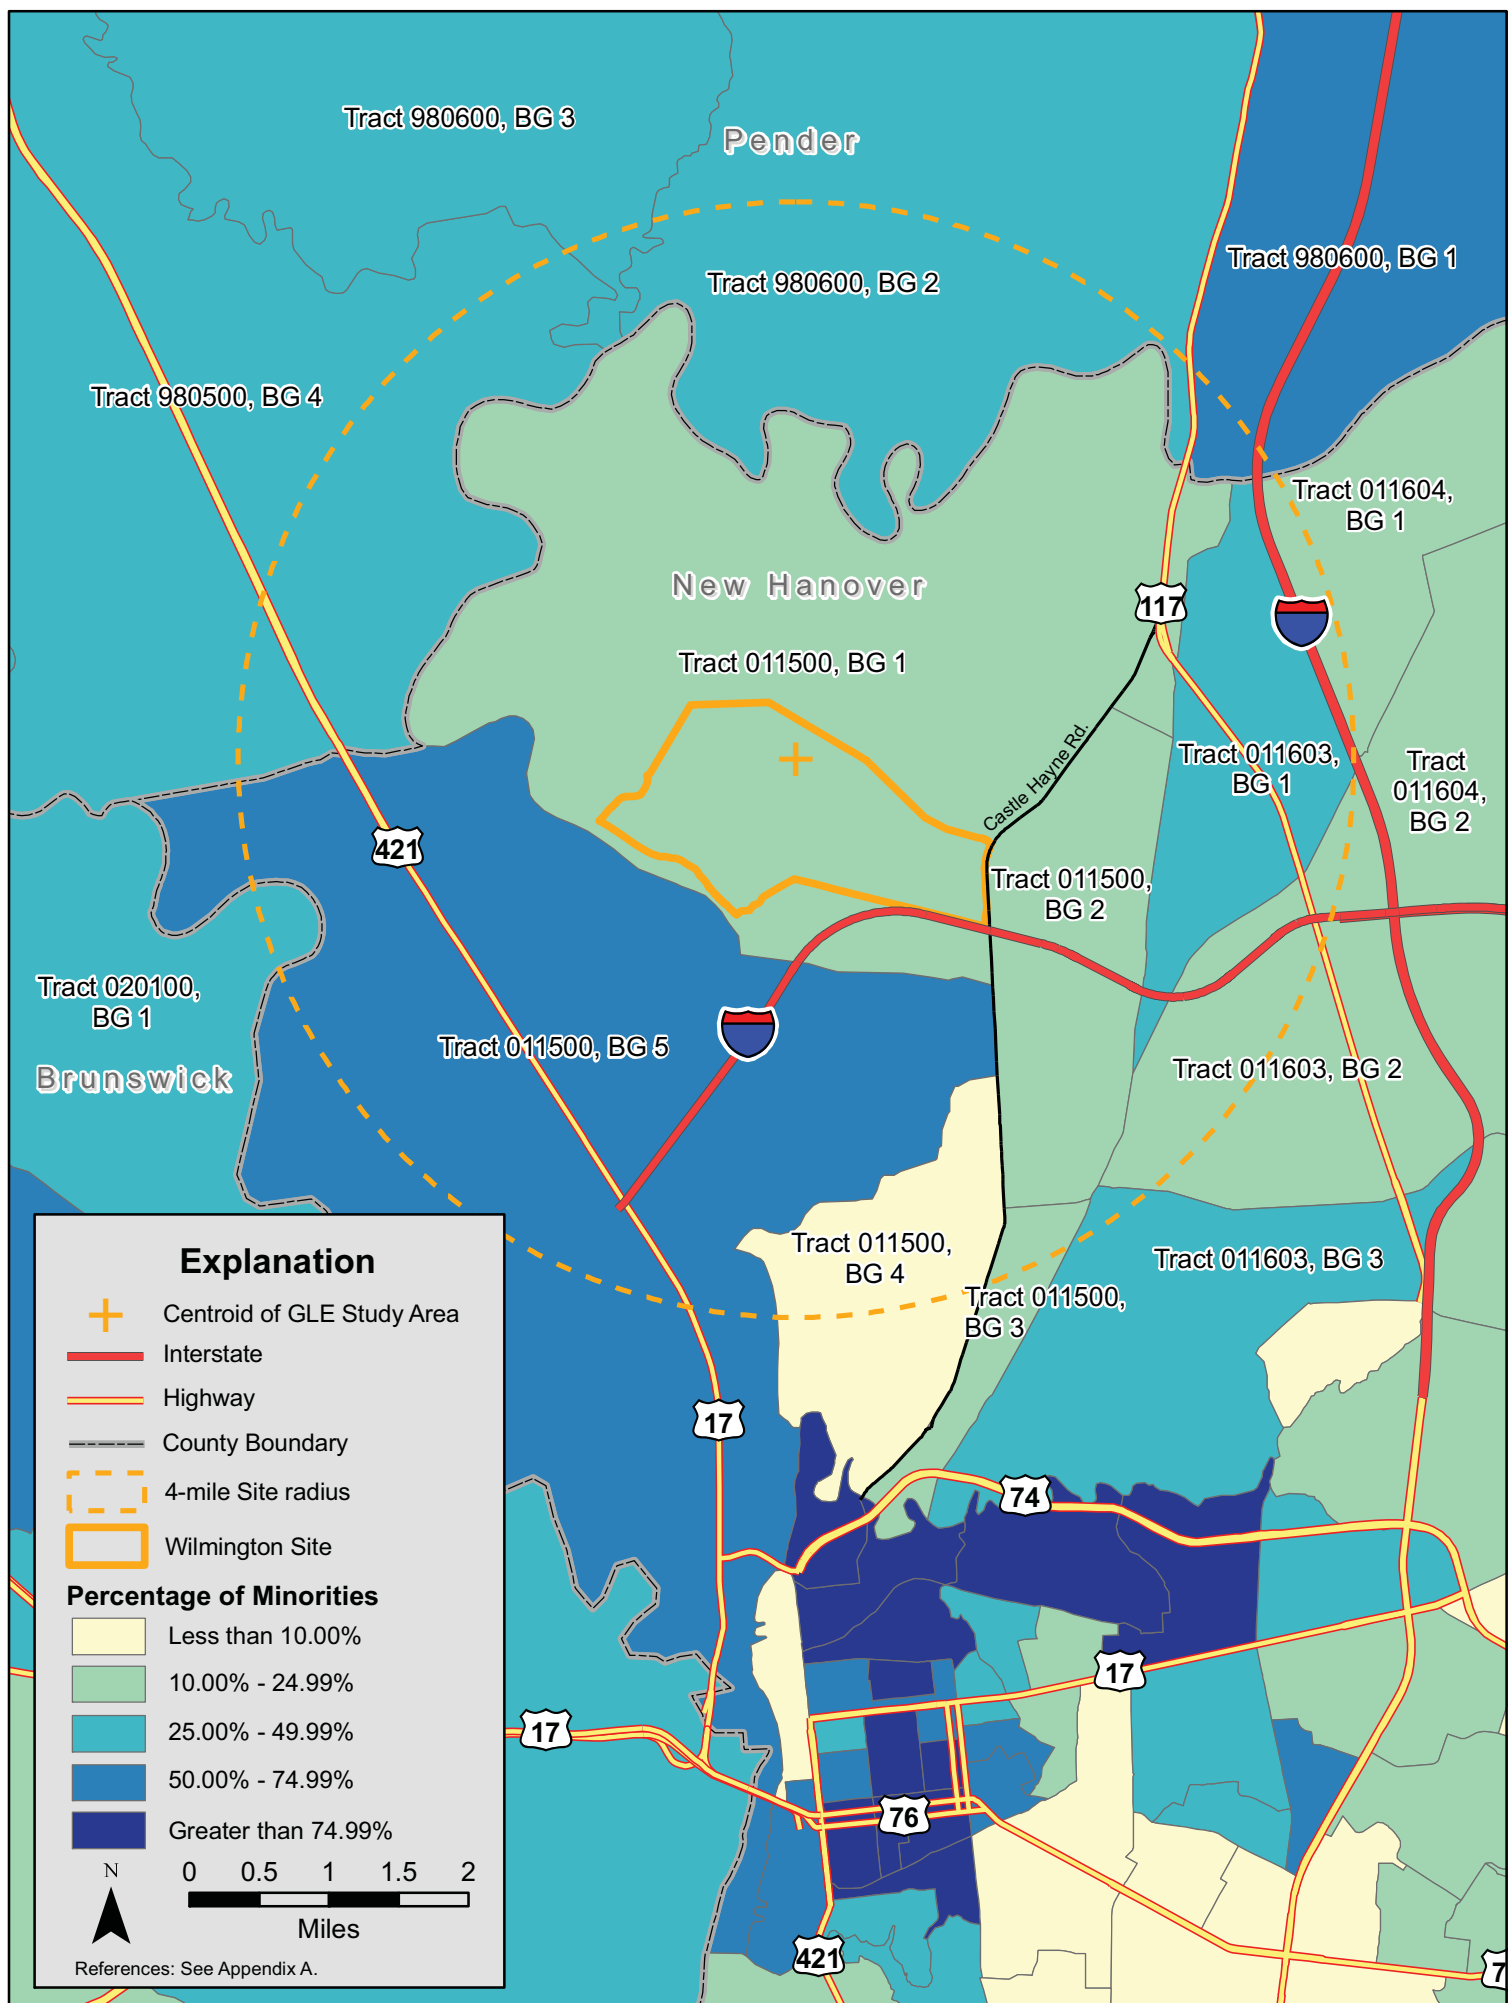 Tract 980600, BG 3
Pender
Tract 980600, BG 1
Tract 980600, BG 2
Tract 980500, BG 4
Tract 011604,
BG 1
New Hanover
117
Tract 011500, BG 1
Castle Hayne Rd.
Tract 011603,
BG 1
Tract
011604,
BG 2
421
Tract 011500,
BG 2
Tract 020100,
BG 1
Tract 011500, BG 5
Brunswick
Tract 011603, BG 2
Tract 011500,
BG 4
Tract 011603, BG 3
Tract 011500,
BG 3
17
74
17
17
76
421
7
Explanation
Centroid of GLE Study Area
Interstate
Highway
County Boundary
4-mile Site radius
Wilmington Site
Percentage of Minorities
Less than 10.00%
10.00% - 24.99%
25.00% - 49.99%
50.00% - 74.99%
Greater than 74.99%
N
0 0.5 1 1.5 2
Miles
References: See Appendix A.